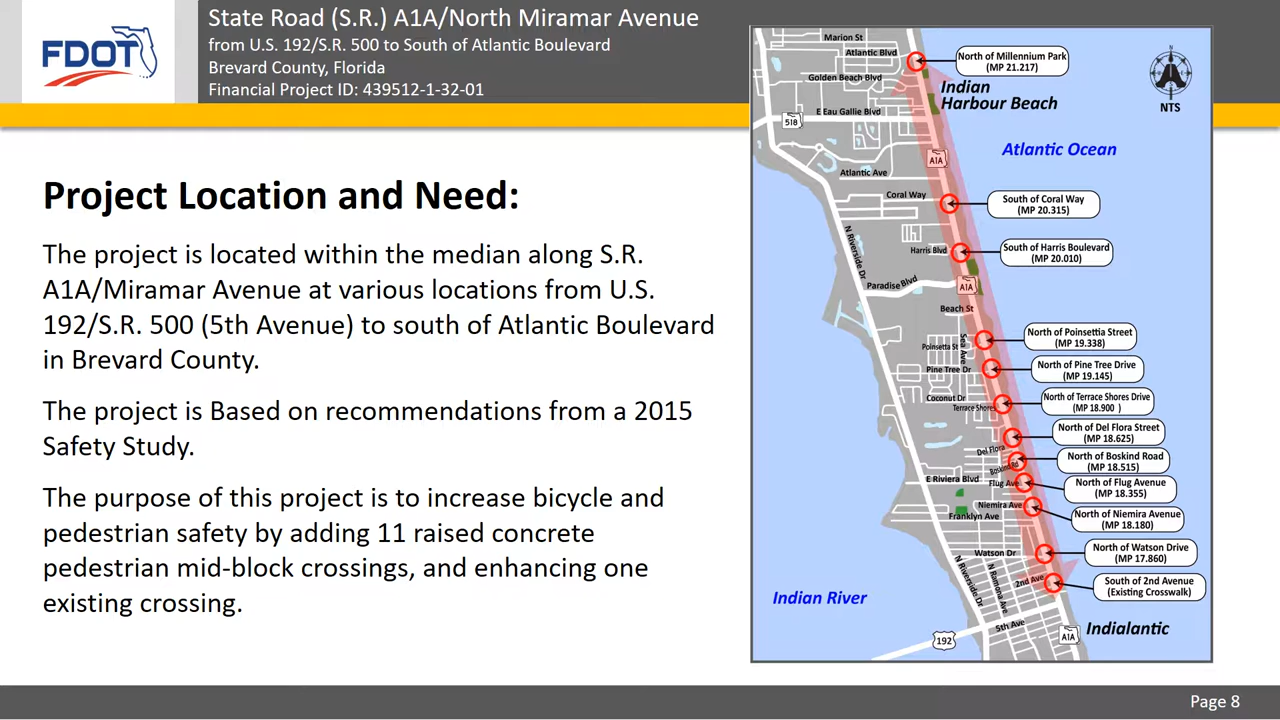 FDOT
State Road (S.R.) A1A/North Miramar Avenue
from U.S. 192/S.R. 500 to South of Atlantic Boulevard
Brevard County, Florida
Financial Project ID: 439512-1-32-01
Project Location and Need:
The project is located within the median along S.R.
A1A/Miramar Avenue at various locations from U.S.
192/S.R. 500 (5th Avenue) to south of Atlantic Boulevard
in Brevard County.
The project is Based on recommendations from a 2015
Safety Study.
The purpose of this project is to increase bicycle and
pedestrian safety by adding 11 raised concrete
pedestrian mid-block crossings, and enhancing one
existing crossing.
Marion St
Atlantic Blvd
North of Millennium Park
(MP 21.217)
Golden Beach Blvd
Indian
Harbour Beach
NTS
E Eau Gallie Blvd
518
Atlantic Ocean
A1A
Atlantic Ave
Coral Way
South of Coral Way
(MP 20.315)
N Riverside Dr
Harris Blvd
South of Harris Boulevard
(MP 20.010)
Paradise Blvd
A1A
Beach St
North of Poinsettia Street
(MP 19.338)
Sea Ave
Poinsetta St
Pine Tree Dr
North of Pine Tree Drive
(MP 19.145)
Coconut Dr
Terrace Shores
North of Terrace Shores Drive
(MP 18.900 )
North of Del Flora Street
(MP 18.625)
Del Flora
North of Boskind Road
(MP 18.515)
Boskind Rd
E Riviera Blvd
Flug Ave
North of Flug Avenue
(MP 18.355)
Niemira Ave
North of Niemira Avenue
(MP 18.180)
Franklyn Ave
Watson Dr
North of Watson Drive
(MP 17.860)
N Riverside Dr
N Ramona Ave
2nd Ave
South of 2nd Avenue
(Existing Crosswalk)
Indian River
5th Ave
192
A1A
Indialantic
Page 8